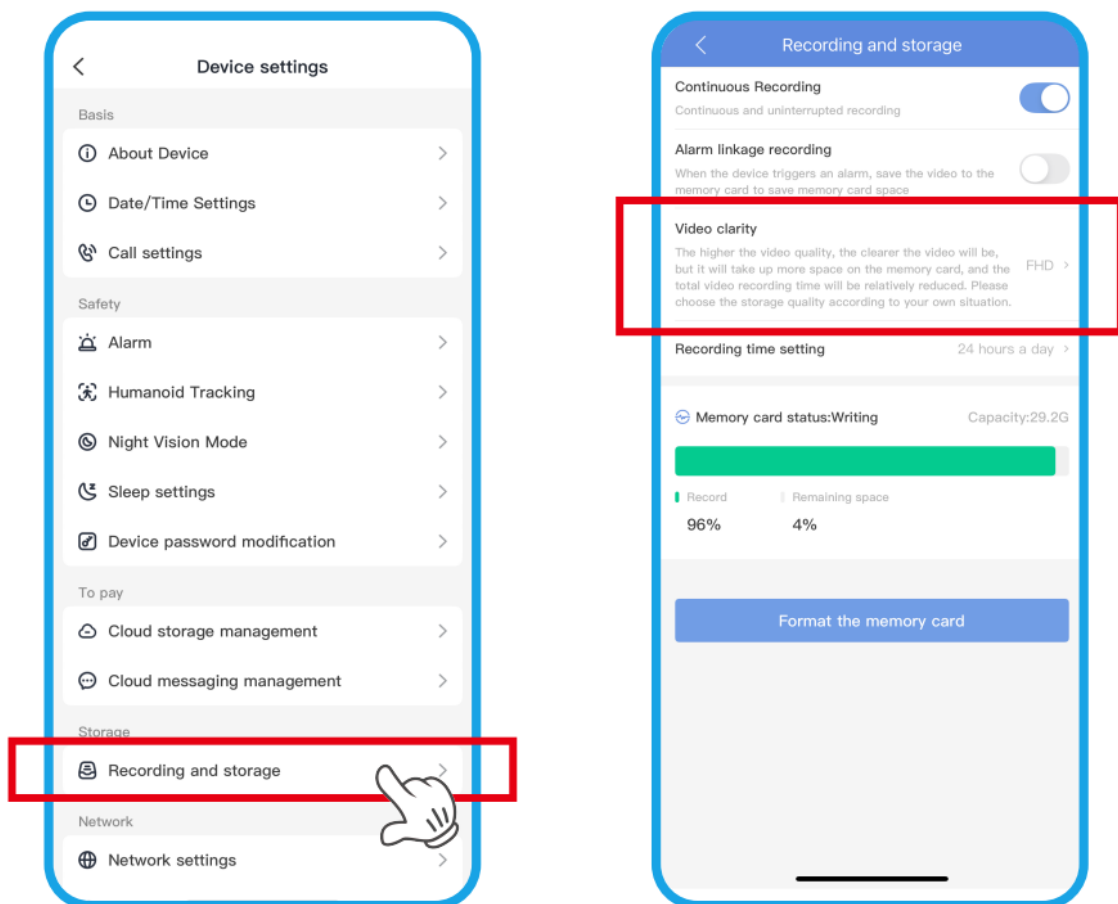 Device settings
Basis
About Device
Date/Time Settings
Call settings
Safety
Alarm
Humanoid Tracking
Night Vision Mode
Sleep settings
Device password modification
To pay
Cloud storage management
Cloud messaging management
Storage
Recording and storage
Network
Network settings
Recording and storage
Continuous Recording
Continuous and uninterrupted recording
Alarm linkage recording
When the device triggers an alarm, save the video to the
memory card to save memory card space
Video clarity
The higher the video quality, the clearer the video will be,
but it will take up more space on the memory card, and the
total video recording time will be relatively reduced. Please
choose the storage quality according to your own situation.
FHD
Recording time setting 24 hours a day
Memory card status:Writing Capacity:29.2G
Record Remaining space
96% 4%
Format the memory card